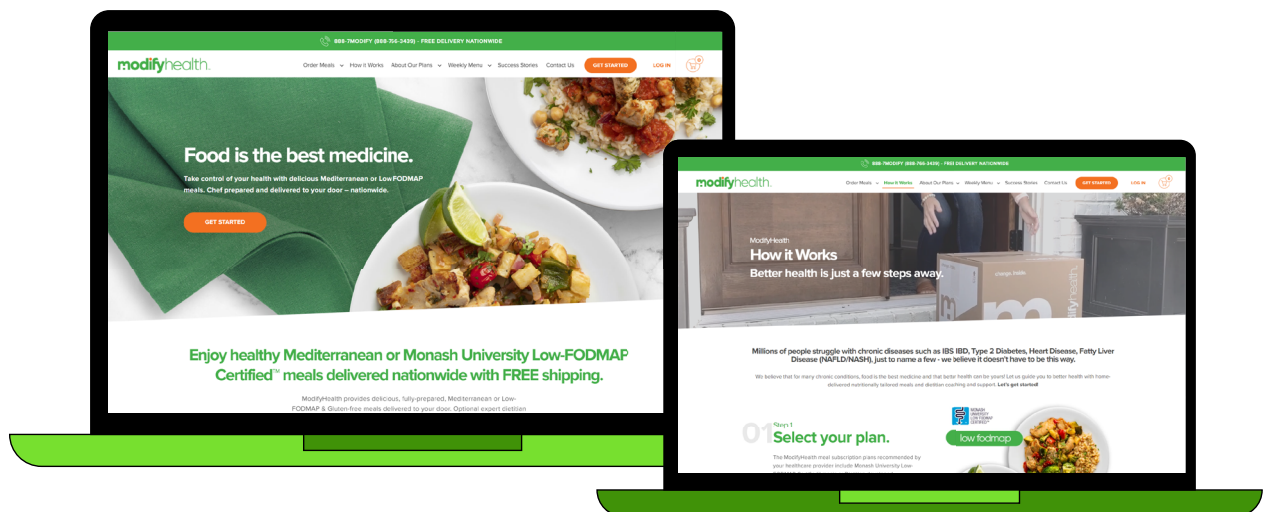 888-7MODIFY (888-766-3439) - FREE DELIVERY NATIONWIDE
modifyhealth.
Order Meals How it Works About Our Plans Weekly Menu Success Stories Contact Us GET STARTED LOG IN 0
Food is the best medicine.
Take control of your health with delicious Mediterranean or Low FODMAP
meals. Chef prepared and delivered to your door – nationwide.
GET STARTED
Enjoy healthy Mediterranean or Monash University Low-FODMAP
Certified™ meals delivered nationwide with FREE shipping.
ModifyHealth provides delicious, fully-prepared, Mediterranean or Low-
FODMAP & Gluten-free meals delivered to your door. Optional expert dietitian
888-7MODIFY (888-766-3439) - FREE DELIVERY NATIONWIDE
modifyhealth.
Order Meals How it Works About Our Plans Weekly Menu Success Stories Contact Us GET STARTED LOG IN 0
ModifyHealth
How it Works
Better health is just a few steps away.
m
modifyhealth.
Millions of people struggle with chronic diseases such as IBS IBD, Type 2 Diabetes, Heart Disease, Fatty Liver
Disease (NAFLD/NASH), just to name a few - we believe it doesn't have to be this way.
We believe that for many chronic conditions, food is the best medicine and that better health can be yours! Let us guide you to better health with home-
delivered nutritionally tailored meals and dietitian coaching and support. Let's get started!
01
Step 1
Select your plan.
The ModifyHealth meal subscription plans recommended by
your healthcare provider include Monash University Low-
MONASH
UNIVERSITY
LOW FODMAP
CERTIFIED™
low fodmap